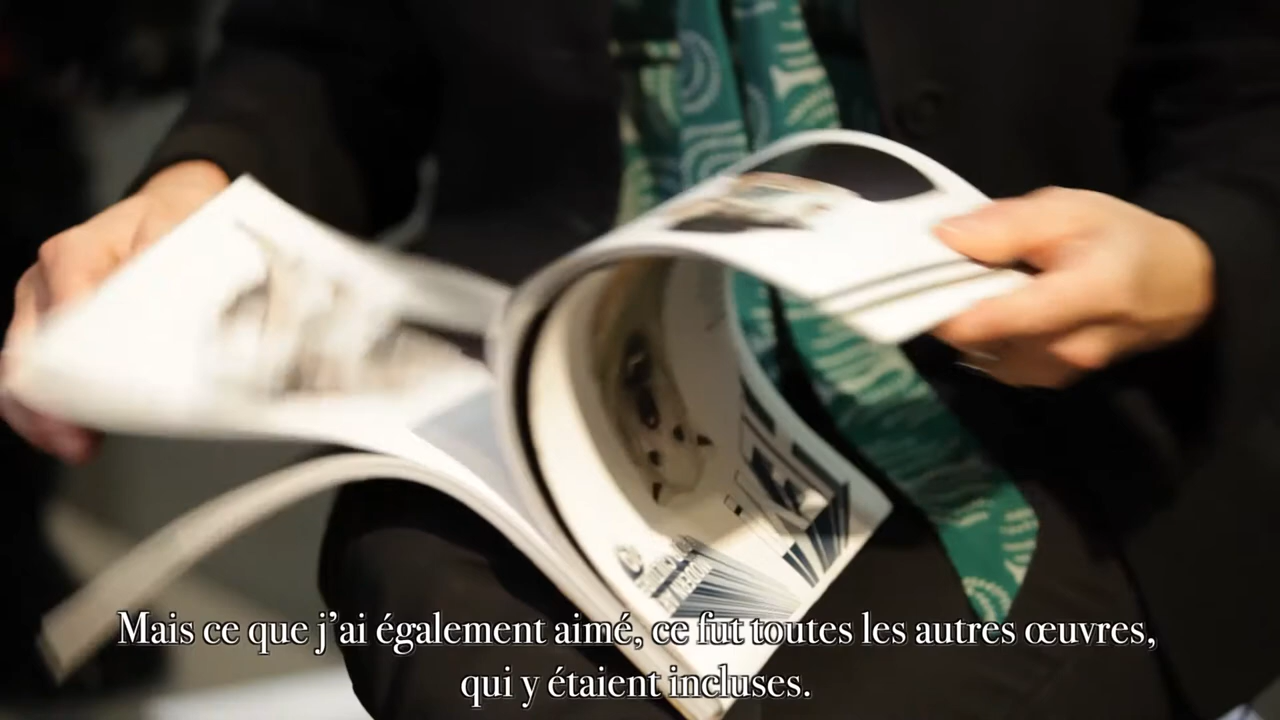 Mais ce que j’ai également aimé, ce fut toutes les autres œuvres,
qui y étaient incluses.